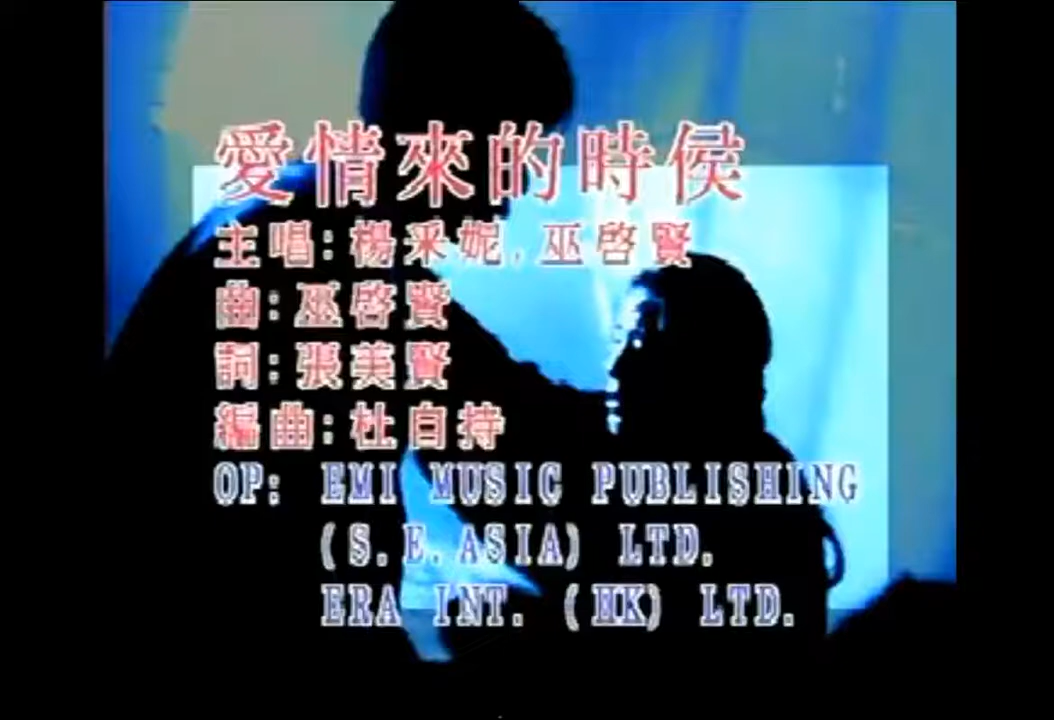 愛情來的時侯
主唱:楊采妮.巫啓賢
曲:巫啓賢
詞:張美賢
編曲:杜自持
OP: EMI MUSIC PUBLISHING
(S.E.ASIA) LTD.
ERA INT. (HK) LTD.